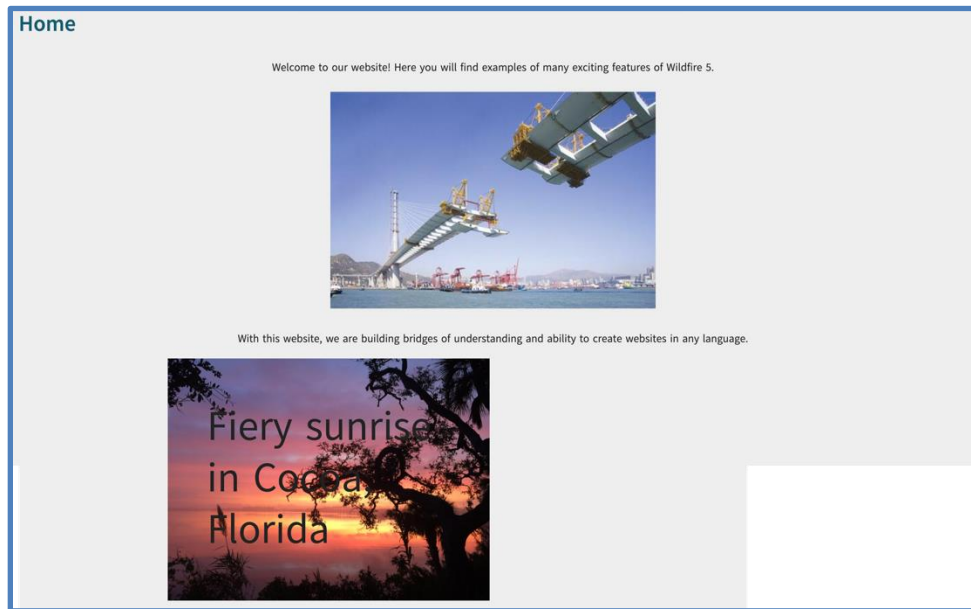 Home
Welcome to our website! Here you will find examples of many exciting features of Wildfire 5.
With this website, we are building bridges of understanding and ability to create websites in any language.
Fiery sunrise
in Cocoa,
Florida